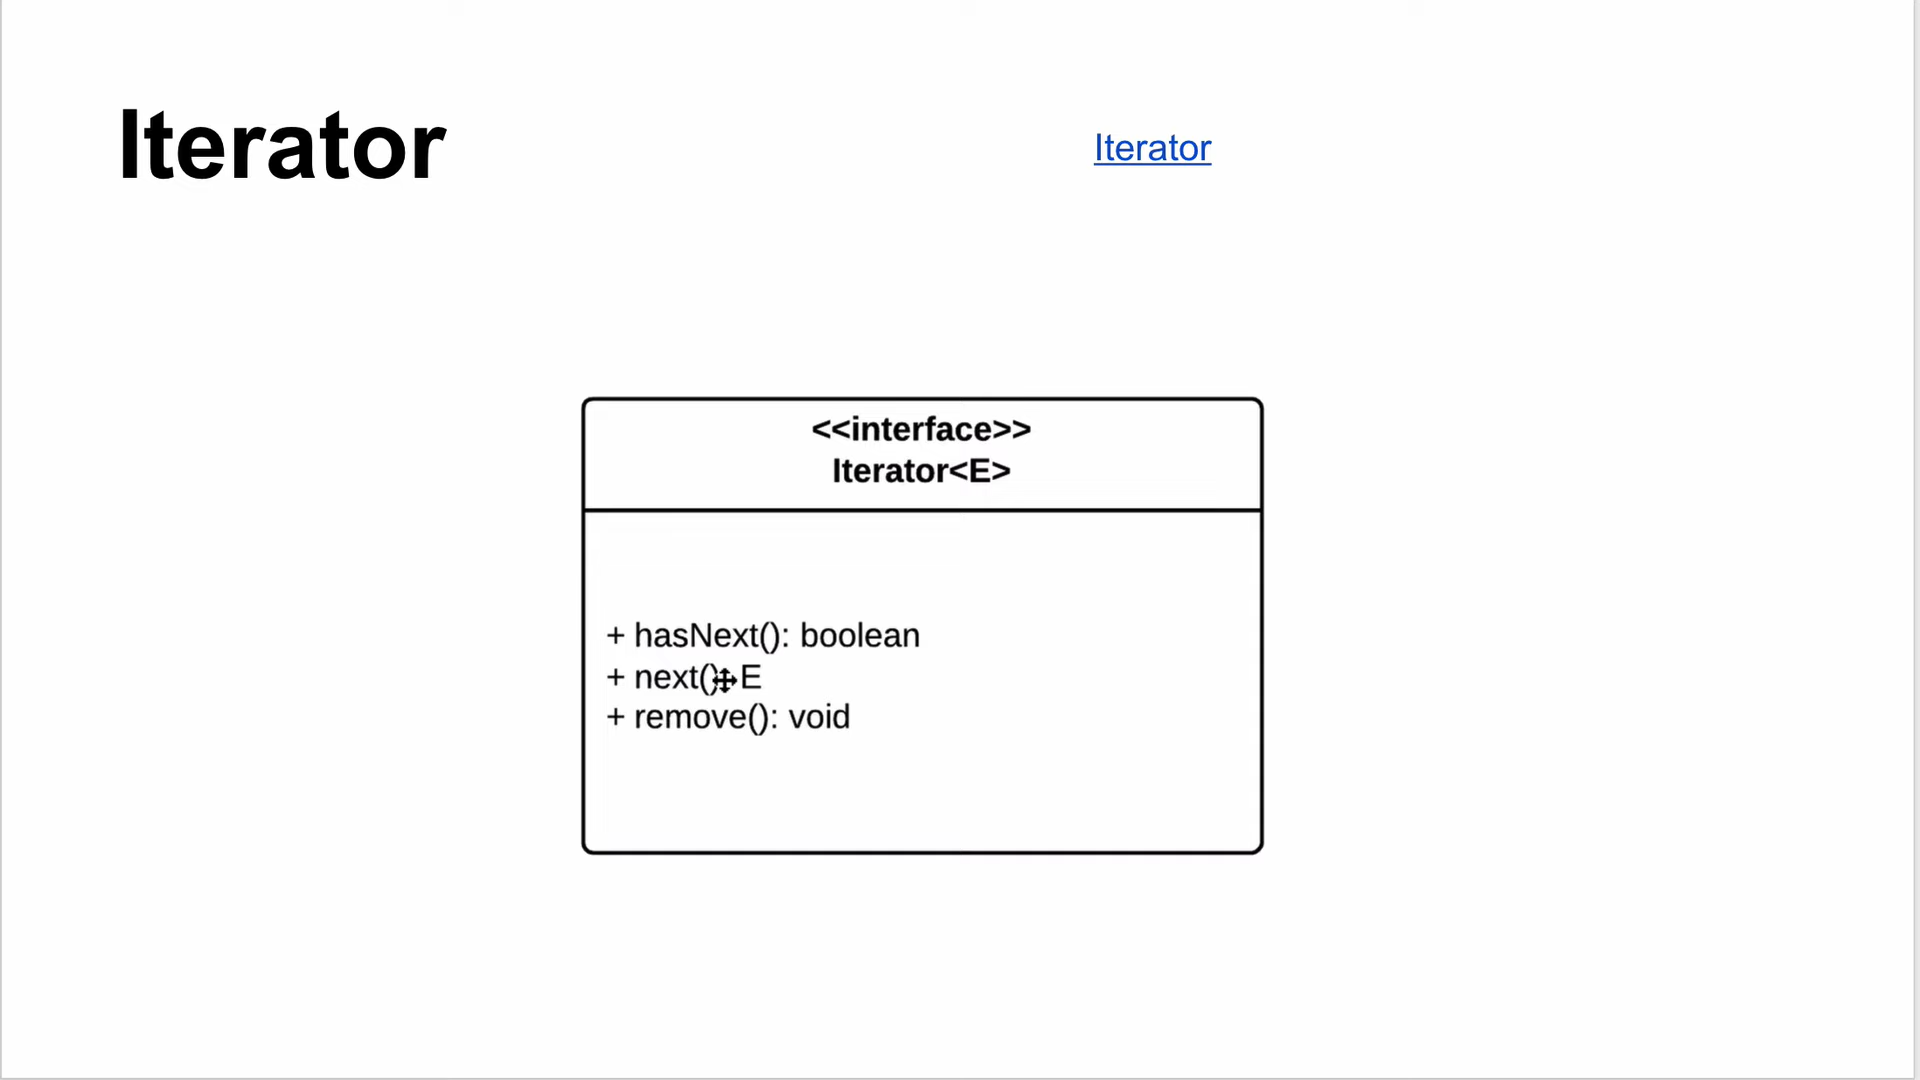 Iterator
Iterator
<<interface>>
Iterator<E>
+ hasNext(): boolean
+ next() E
+ remove(): void